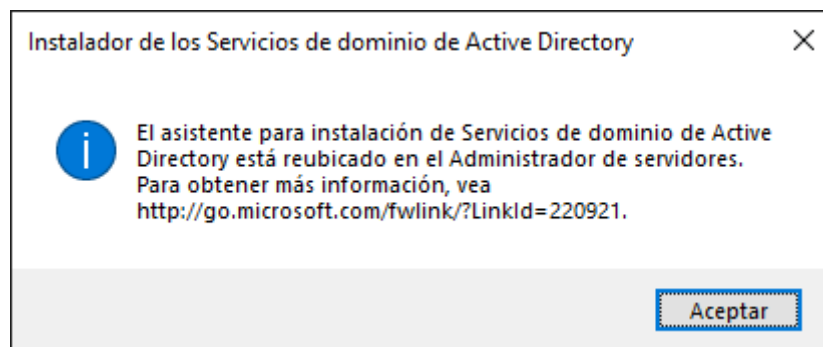 Instalador de los Servicios de dominio de Active Directory
El asistente para instalación de Servicios de dominio de Active
Directory está reubicado en el Administrador de servidores.
Para obtener más información, vea
http://go.microsoft.com/fwlink/?LinkId=220921.
Aceptar